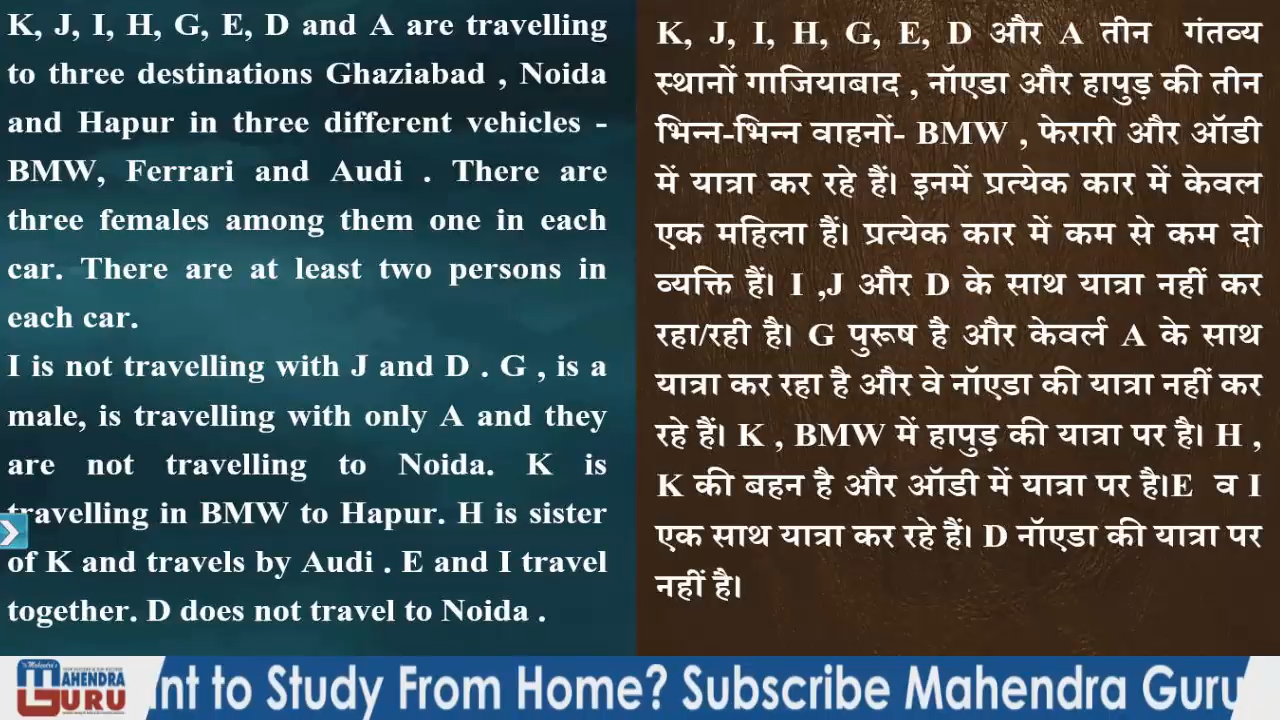 K, J, I, H, G, E, D and A are travelling
to three destinations Ghaziabad , Noida
and Hapur in three different vehicles -
BMW, Ferrari and Audi . There are
three females among them one in each
car. There are at least two persons in
each car.
I is not travelling with J and D . G , is a
male, is travelling with only A and they
are not travelling to Noida. K is
travelling in BMW to Hapur. H is sister
of K and travels by Audi . E and I travel
together. D does not travel to Noida .
K, J, I, H, G, E, D और A तीन गंतव्य
स्थानों गाजियाबाद , नॉएडा और हापुड़ की तीन
भिन्न-भिन्न वाहनों- BMW , फेरारी और ऑडी
में यात्रा कर रहे हैं। इनमें प्रत्येक कार में केवल
एक महिला हैं। प्रत्येक कार में कम से कम दो
व्यक्ति हैं। I ,J और D के साथ यात्रा नहीं कर
रहा/रही है। G पुरूष है और केवर्ल A के साथ
यात्रा कर रहा है और वे नॉएडा की यात्रा नहीं कर
रहे हैं। K , BMW में हापुड़ की यात्रा पर है। H ,
K की बहन है और ऑडी में यात्रा पर है।E व I
एक साथ यात्रा कर रहे हैं। D नॉएडा की यात्रा पर
नहीं है।
Mahendra's
MAHENDRA
GURU
nt to Study From Home? Subscribe Mahendra Guru